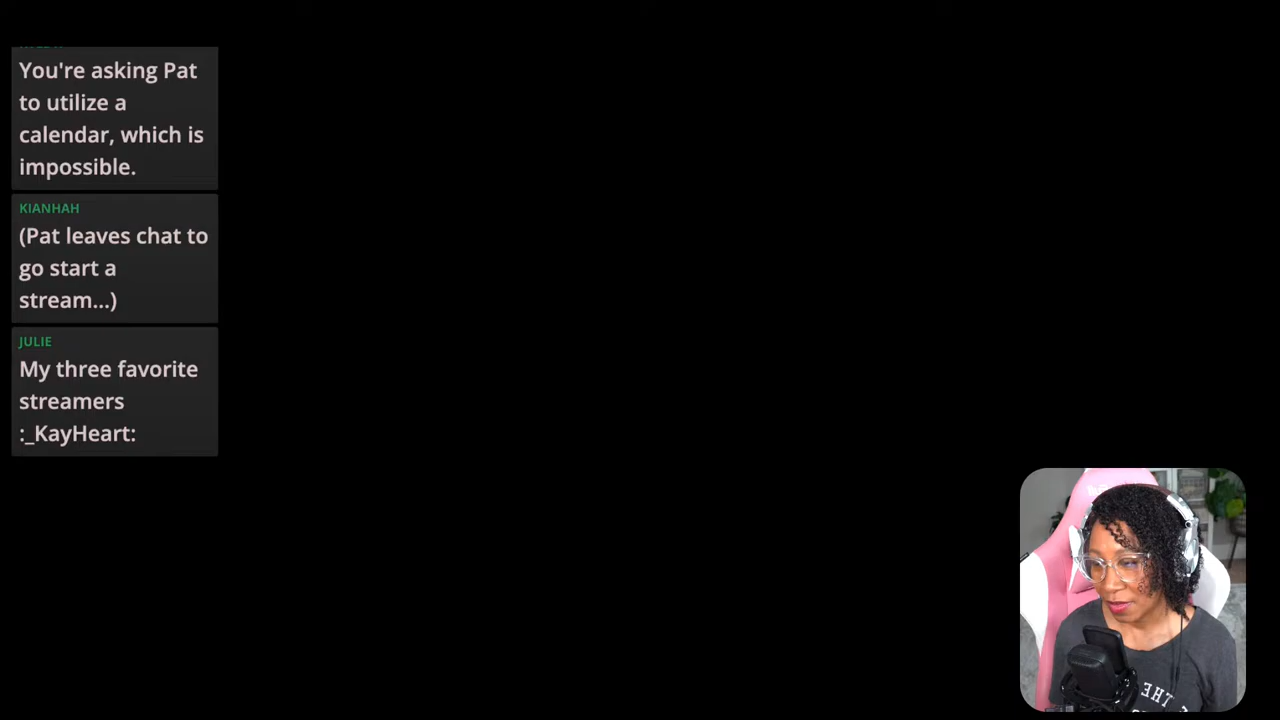 You're asking Pat
to utilize a
calendar, which is
impossible.
KIANHAH
(Pat leaves chat to
go start a
stream...)
JULIE
My three favorite
streamers
:_KayHeart:
THE